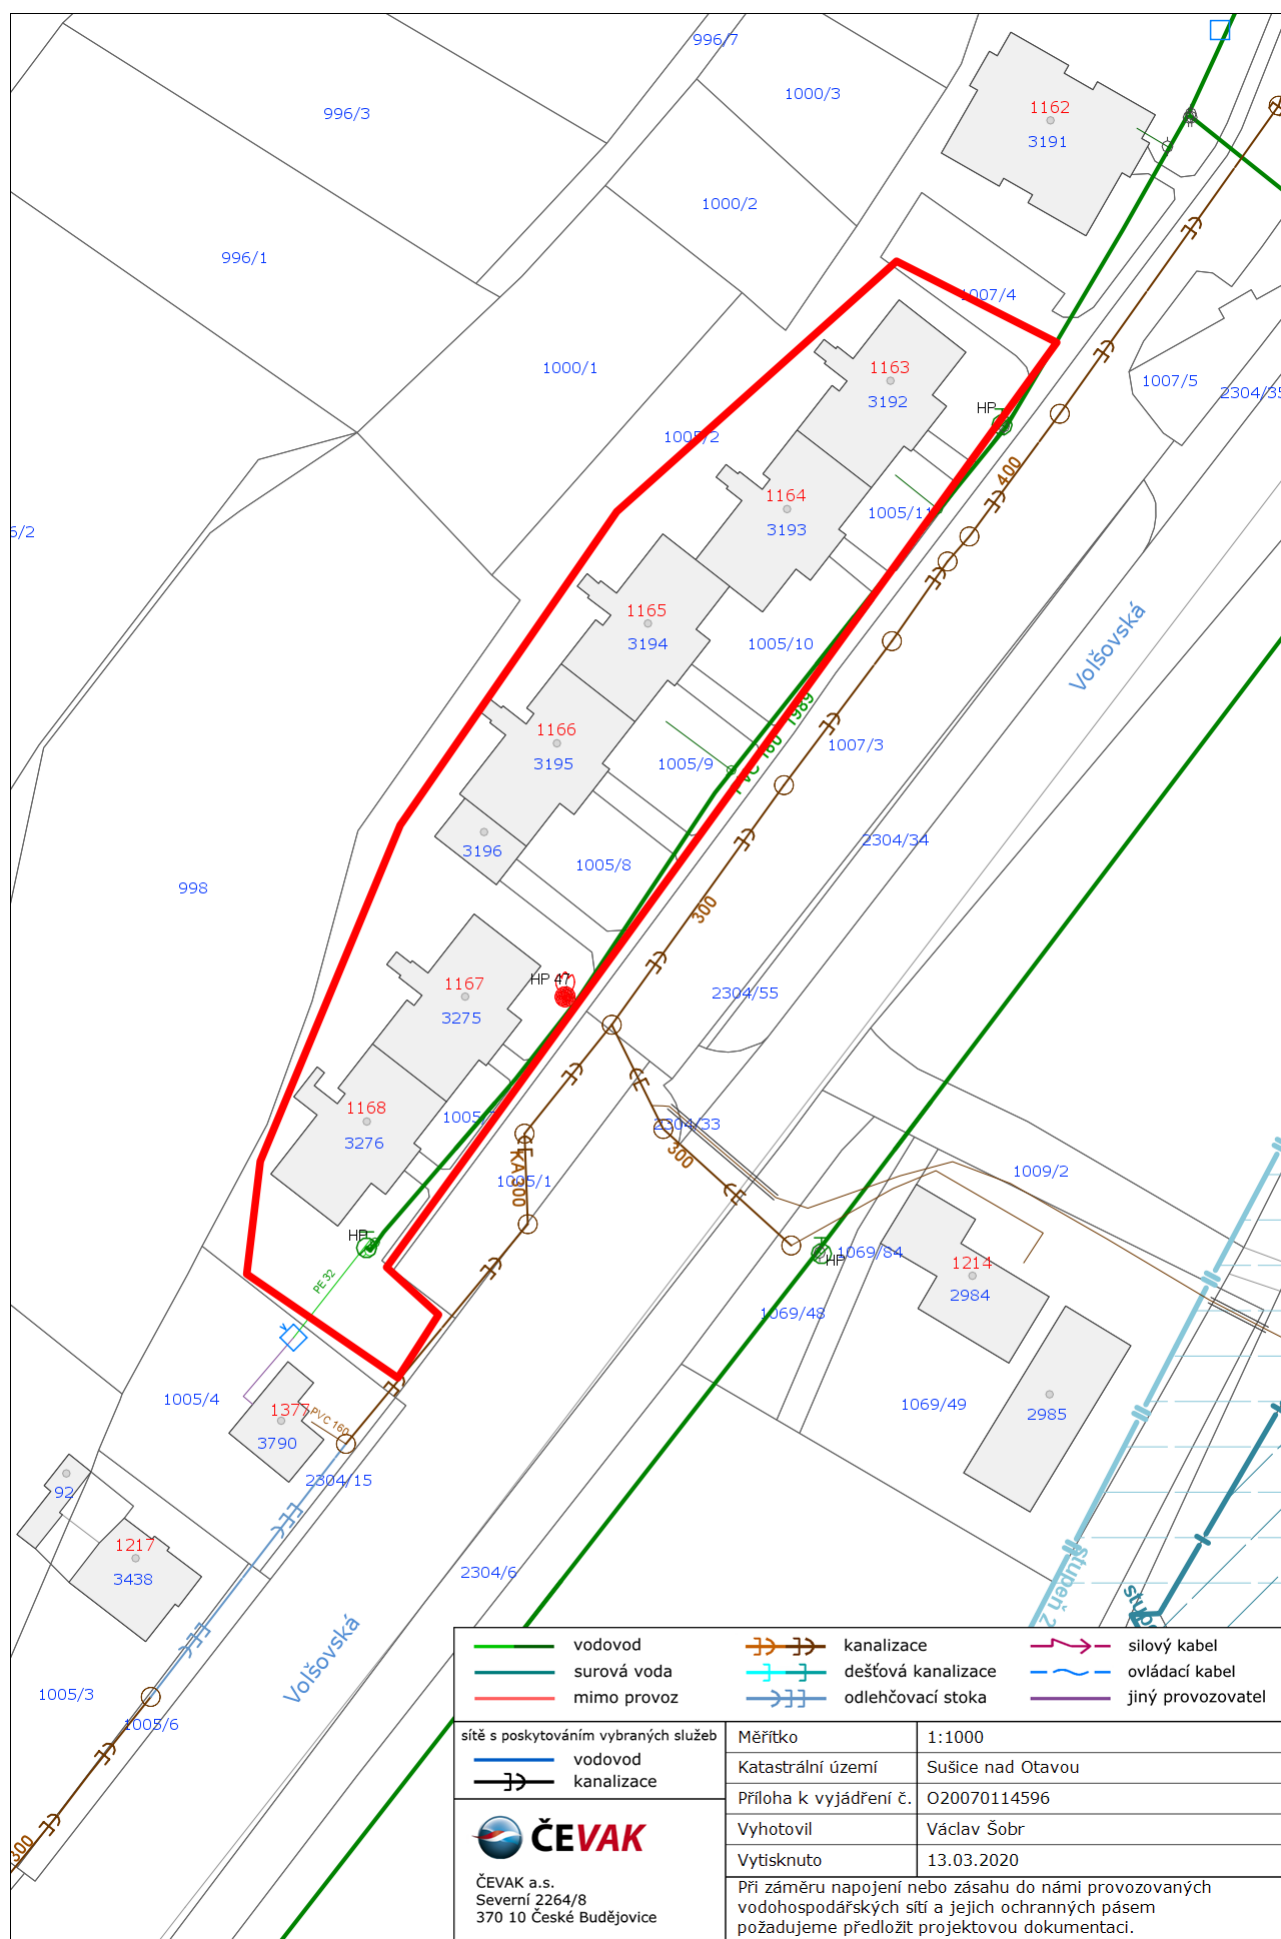 996/7
1000/3
1162
996/3
3191
1000/2
996/1
1007/4
1000/1
1163
1007/5
3192
2304/35
HP
1005/2
400
1164
1005/11
3193
6/2
1165
1005/10
3194
Volšovská
1166
PVC 160 1989
1007/3
3195
1005/9
2304/34
3196
1005/8
998
300
HP 47
1167
2304/55
3275
1168
1005/7
2304/33
3276
300
1009/2
KA 300
1005/1
HP
1069/84
HP
1214
PE 32
2984
1069/48
1005/4
1377
PVC 160
1069/49
2985
3790
2304/15
92
1217
3438
2304/6
stupeň 2
Volšovská
1005/3
1005/6
300
vodovod
kanalizace
silový kabel
surová voda
dešťová kanalizace
ovládací kabel
mimo provoz
odlehčovací stoka
jiný provozovatel
sítě s poskytováním vybraných služeb
vodovod
kanalizace
Měřítko 1:1000
Katastrální území Sušice nad Otavou
Příloha k vyjádření č. O20070114596
Vyhotovil Václav Šobr
Vytisknuto 13.03.2020
ČEVAK
ČEVAK a.s.
Severní 2264/8
370 10 České Budějovice
Při záměru napojení nebo zásahu do námi provozovaných
vodohospodářských sítí a jejich ochranných pásem
požadujeme předložit projektovou dokumentaci.